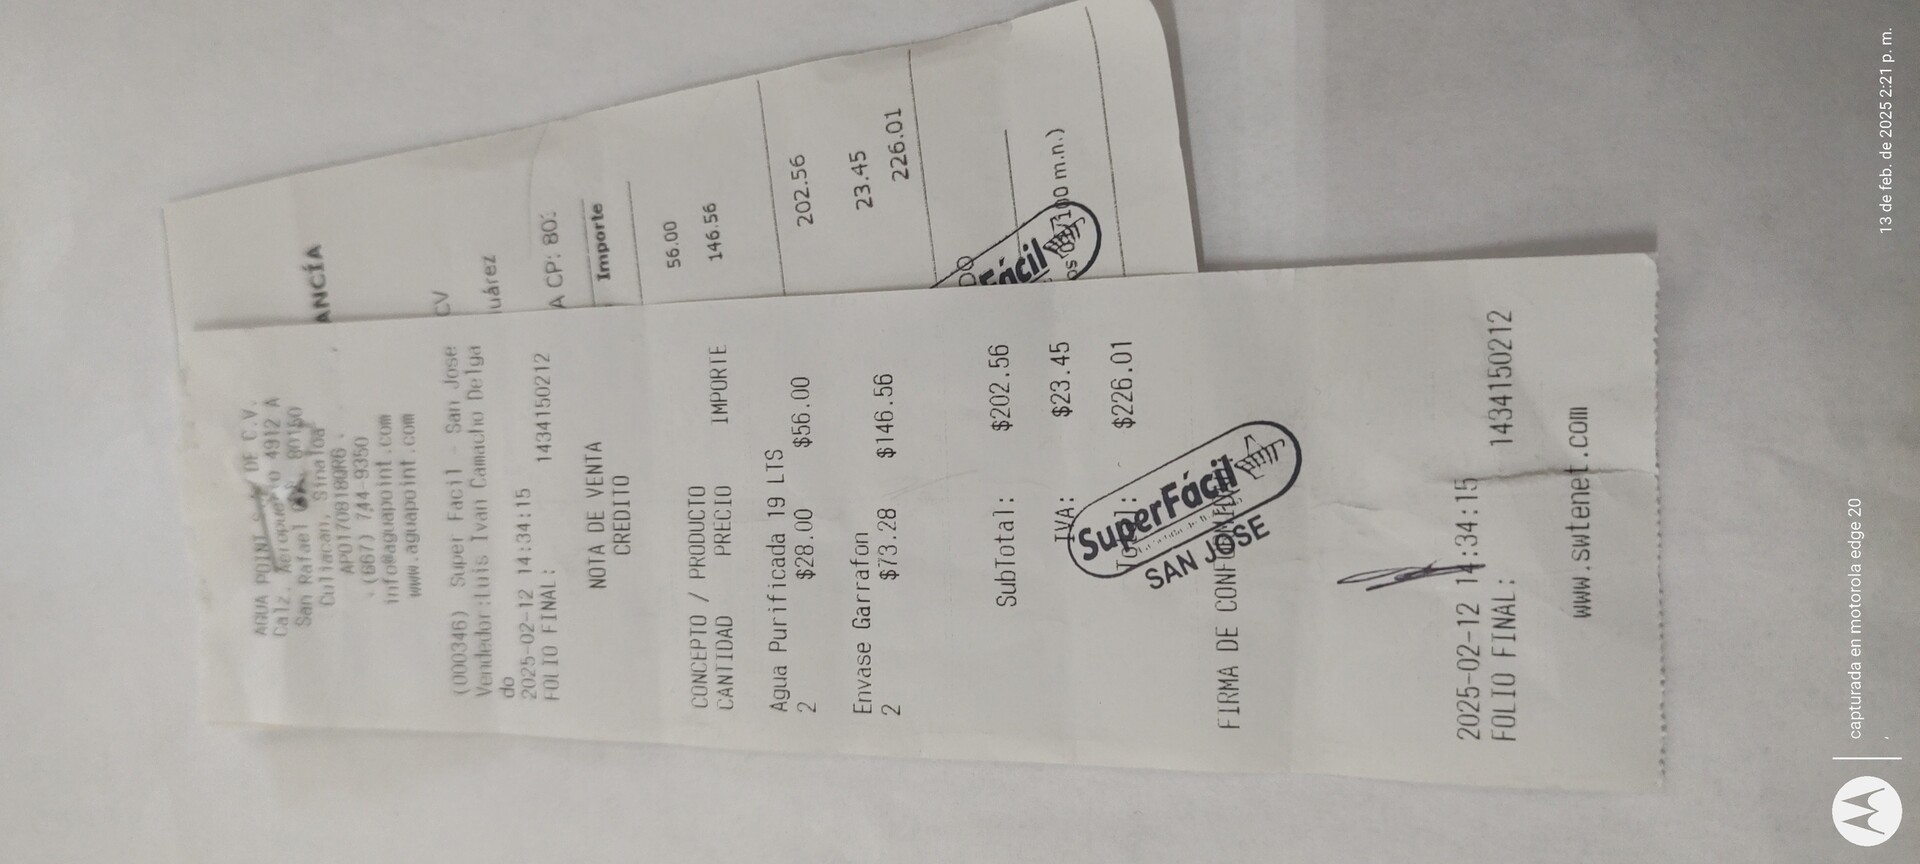 AGUA POINT DE C.V.
Calz. Aeropuerto 4912 A
San Rafael 80150
Culiacan, Sinaloa
APO170918QR6
(667) 744-9350
info@aguapoint.com
www.aguapoint.com
(000346) Super Facil - San Jose
Vendedor:Luis Ivan Camacho Delga
do
2025-02-12 14:34:15
FOLIO FINAL: 1434150212
NOTA DE VENTA
CREDITO
CONCEPTO / PRODUCTO
CANTIDAD PRECIO IMPORTE
Agua Purificada 19 LTS
2 $28.00 $56.00
Envase Garrafon
2 $73.28 $146.56
SubTotal: $202.56
IVA: $23.45
Total: $226.01
SuperFácil
SAN JOSE
FIRMA DE
2025-02-12 14:34:15
FOLIO FINAL: 1434150212
www.swtenet.com
ANCÍA
CV
uárez
A CP: 80
Importe
56.00
146.56
202.56
23.45
226.01
DO
Fácil
os 0/100 m.n.)
capturada en motorola edge 20
13 de feb. de 2025 2:21 p. m.